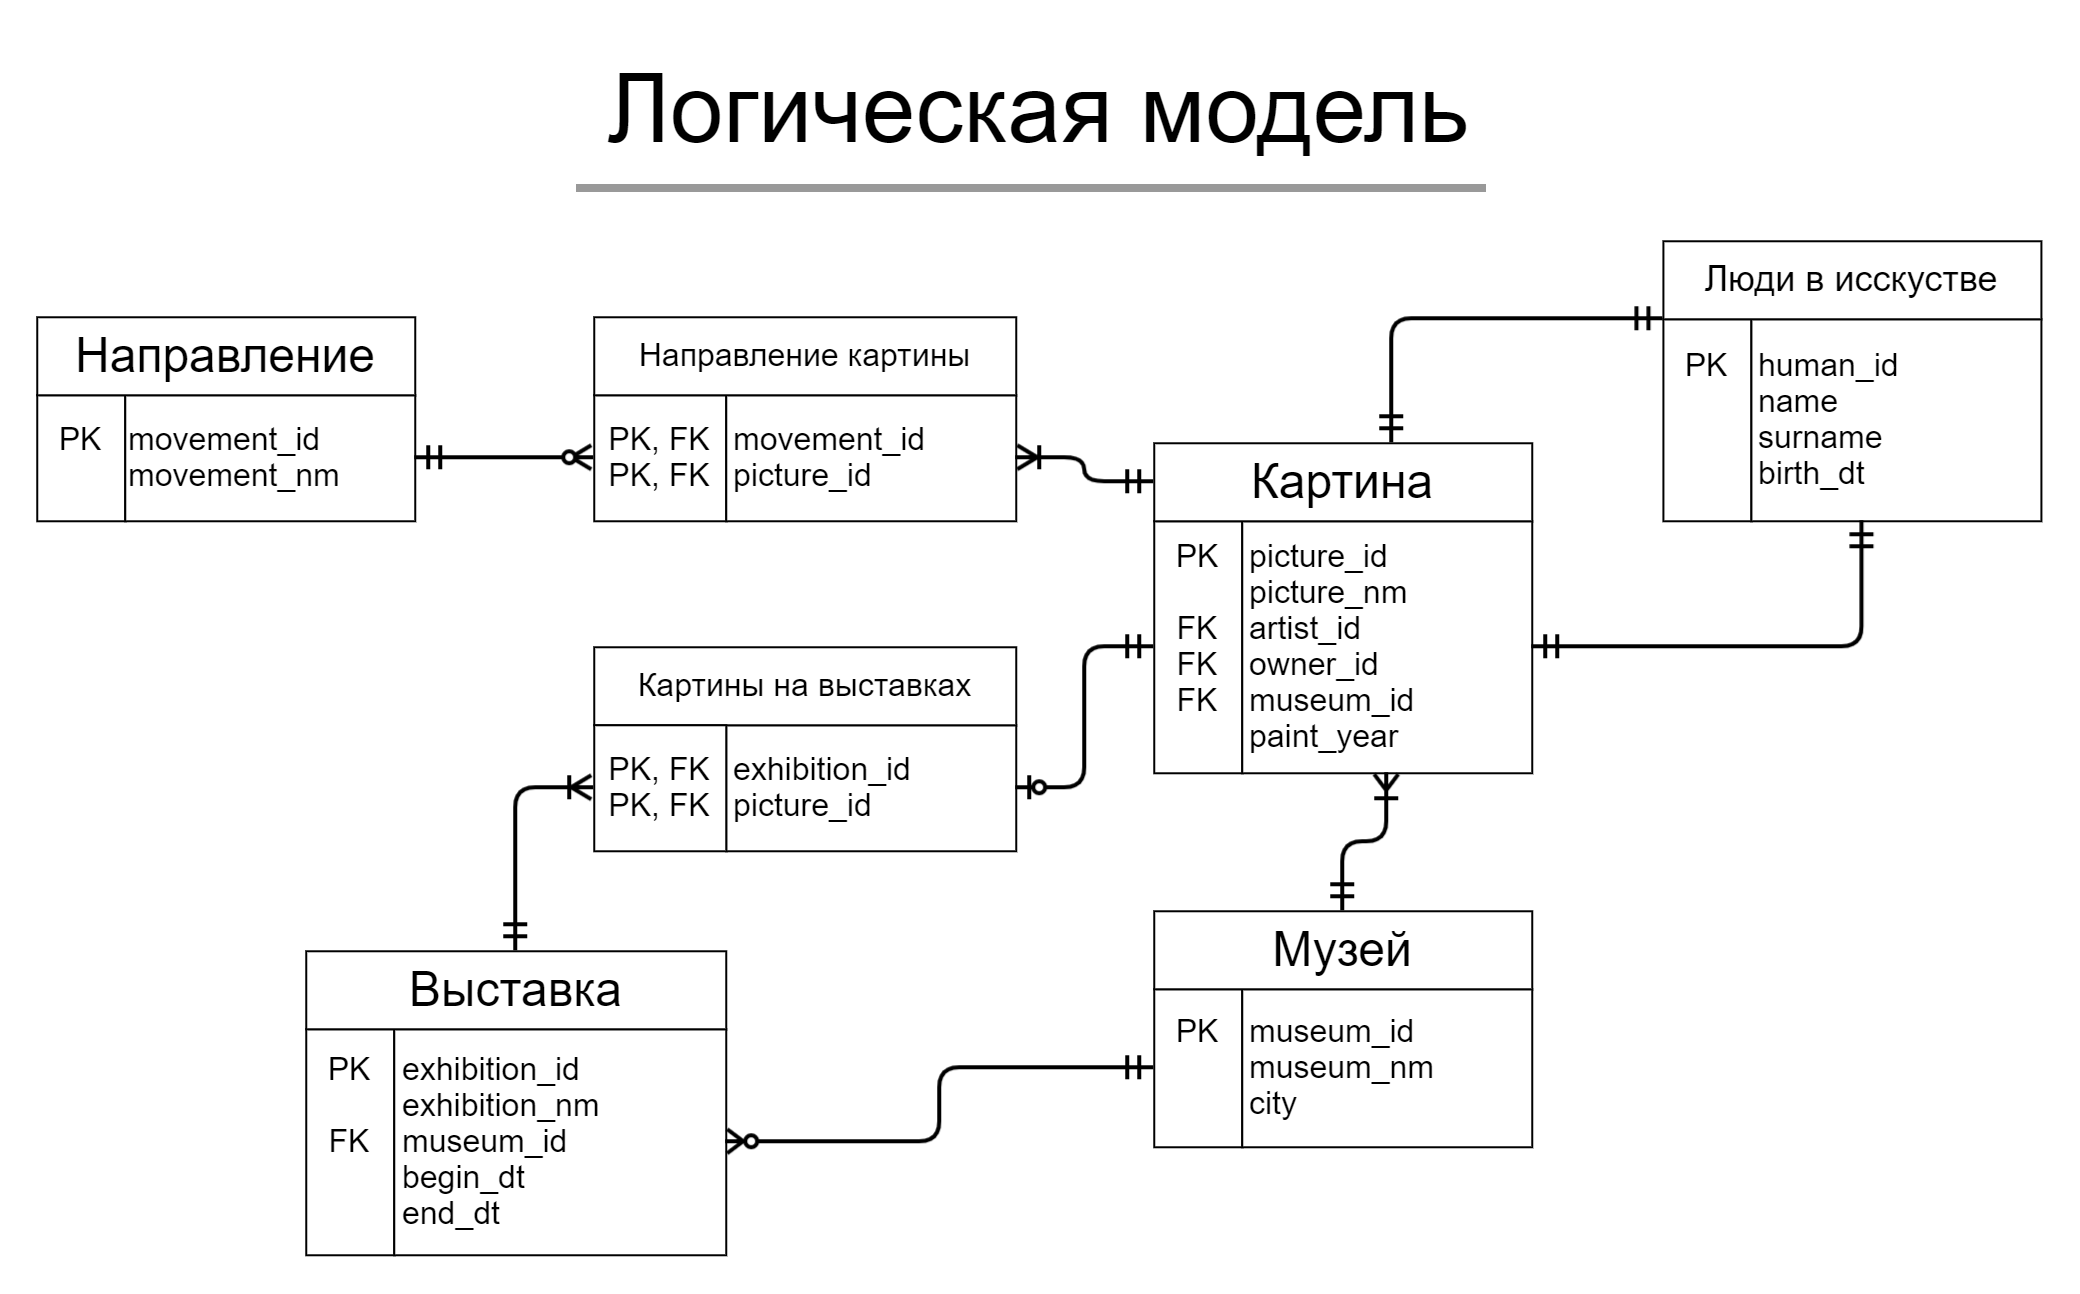 Логическая модель
Направление
PK movement_id
movement_nm
Направление картины
PK, FK movement_id
PK, FK picture_id
Люди в исскустве
PK human_id
name
surname
birth_dt
Картина
PK picture_id
picture_nm
FK artist_id
FK owner_id
FK museum_id
paint_year
Картины на выставках
PK, FK exhibition_id
PK, FK picture_id
Выставка
PK exhibition_id
exhibition_nm
FK museum_id
begin_dt
end_dt
Музей
PK museum_id
museum_nm
city